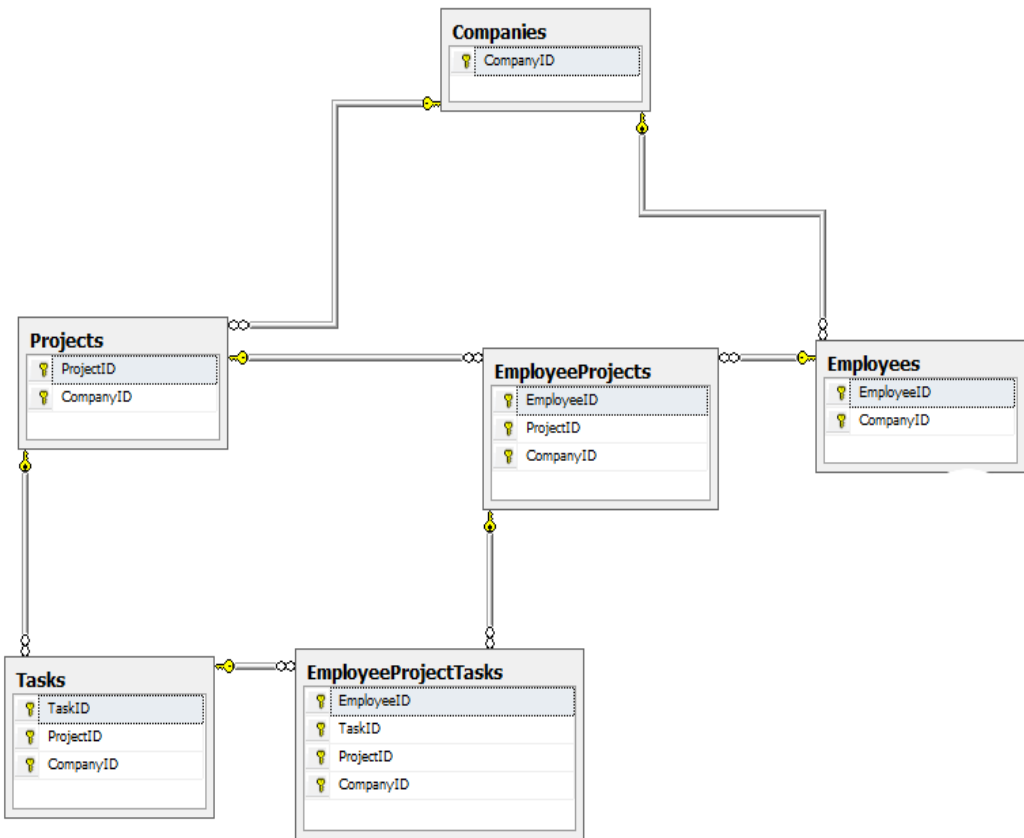 Companies
CompanyID
Projects
ProjectID
CompanyID
EmployeeProjects
EmployeeID
ProjectID
CompanyID
Employees
EmployeeID
CompanyID
Tasks
TaskID
ProjectID
CompanyID
EmployeeProjectTasks
EmployeeID
TaskID
ProjectID
CompanyID